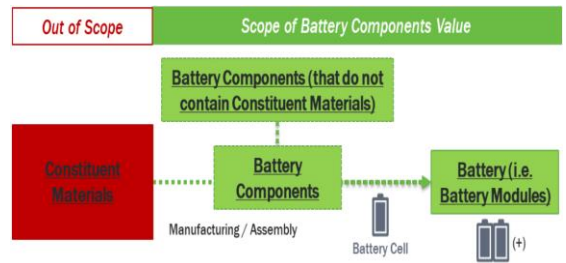 Out of Scope
Scope of Battery Components Value
Battery Components (that do not
contain Constituent Materials)
Constituent
Materials
Battery
Components
Battery (i.e.
Battery Modules)
Manufacturing / Assembly
Battery Cell
(+)